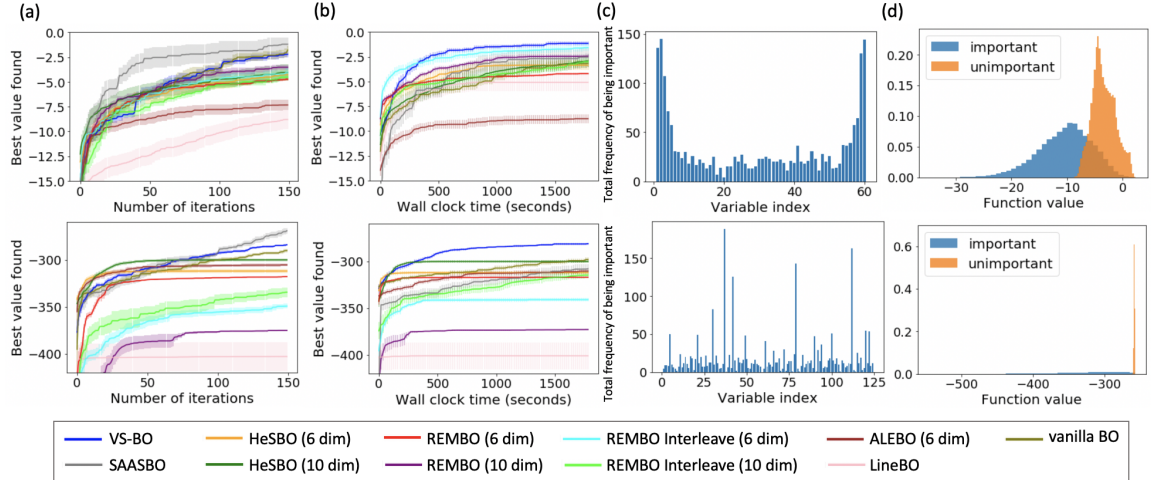 (a)
(b)
(c)
(d)
0.0
-2.5
-5.0
-7.5
-10.0
-12.5
-15.0
Best value found
0
50
100
150
Number of iterations
0.0
-2.5
-5.0
-7.5
-10.0
-12.5
-15.0
Best value found
0
500
1000
1500
Wall clock time (seconds)
150
100
50
0
Total frequency of being important
0
20
40
60
Variable index
important
unimportant
0.20
0.15
0.10
0.05
0.00
-30
-20
-10
0
Function value
-300
-350
-400
Best value found
0
50
100
150
Number of iterations
-300
-350
-400
Best value found
0
500
1000
1500
Wall clock time (seconds)
150
100
50
0
Total frequency of being important
0
25
50
75
100
125
Variable index
important
unimportant
0.6
0.4
0.2
0.0
-500
-400
-300
Function value
VS-BO
HeSBO (6 dim)
REMBO (6 dim)
REMBO Interleave (6 dim)
ALEBO (6 dim)
vanilla BO
SAASBO
HeSBO (10 dim)
REMBO (10 dim)
REMBO Interleave (10 dim)
LineBO